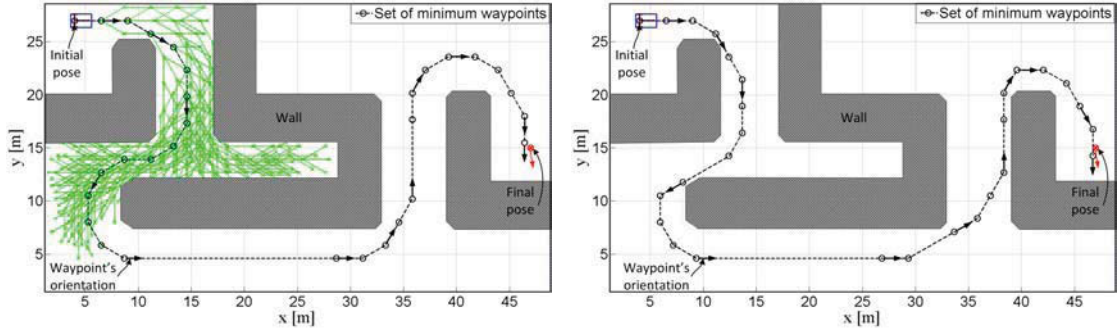 Set of minimum waypoints
25
20
15
10
5
y [m]
Initial
pose
Wall
Final
pose
Waypoint's
orientation
5 10 15 20 25 30 35 40 45
x [m]
Set of minimum waypoints
25
20
15
10
5
y [m]
Initial
pose
Wall
Final
pose
Waypoint's
orientation
5 10 15 20 25 30 35 40 45
x [m]